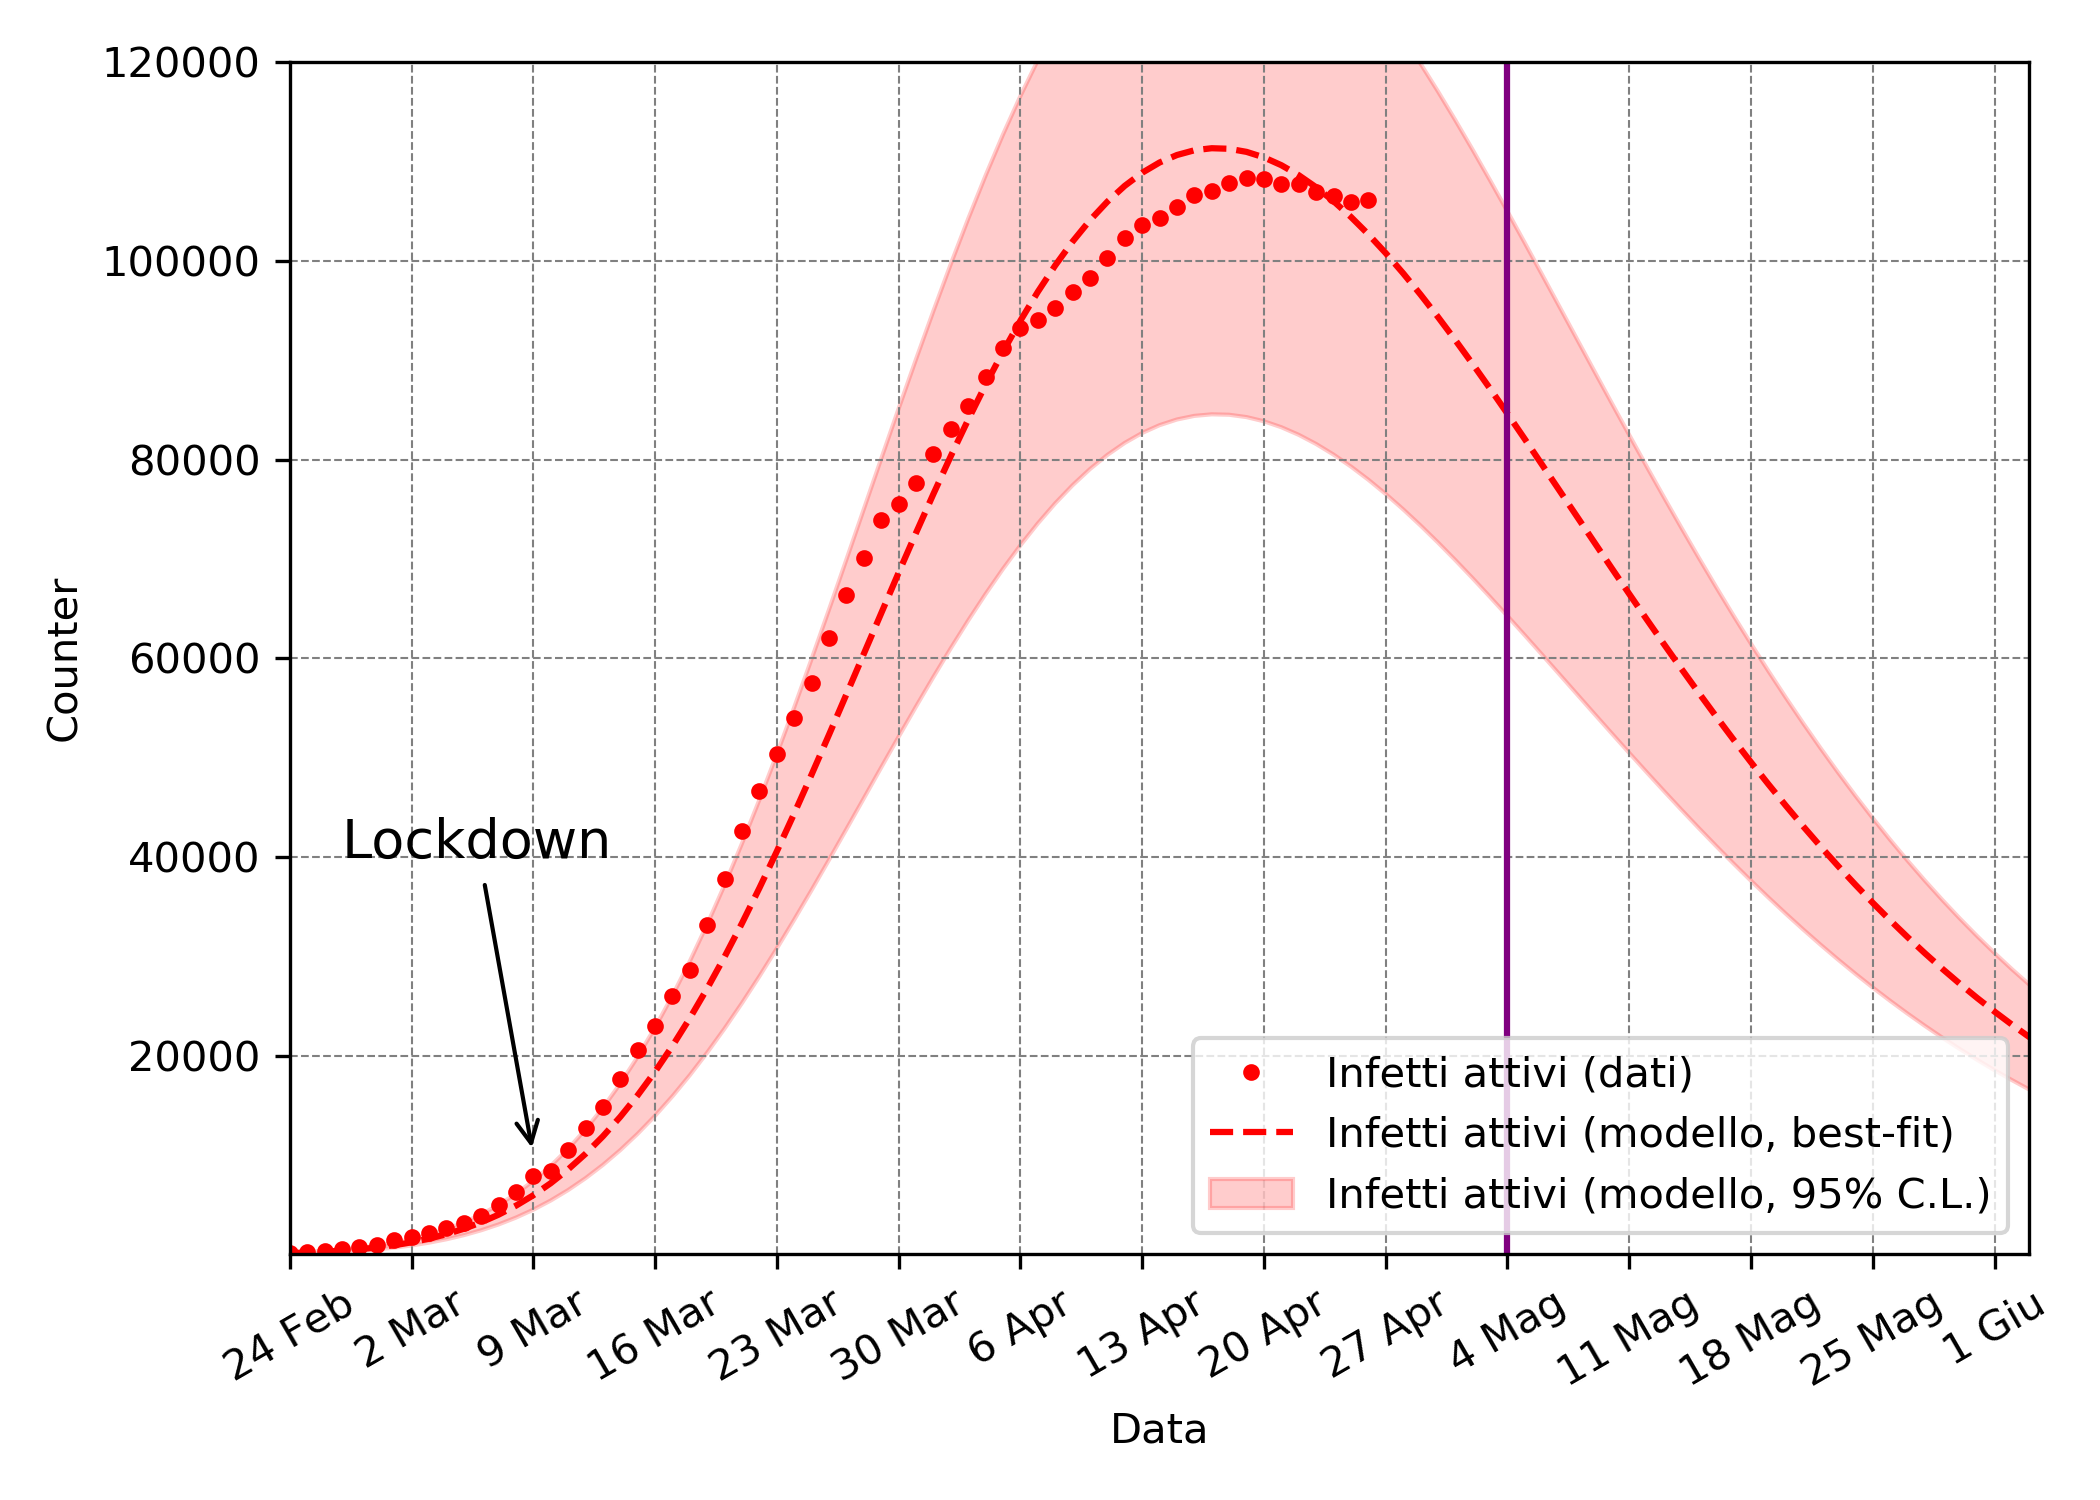 120000
100000
80000
60000
40000
20000
Counter
Lockdown
Infetti attivi (dati)
Infetti attivi (modello, best-fit)
Infetti attivi (modello, 95% C.L.)
24 Feb
2 Mar
9 Mar
16 Mar
23 Mar
30 Mar
6 Apr
13 Apr
20 Apr
27 Apr
4 Mag
11 Mag
18 Mag
25 Mag
1 Giu
Data